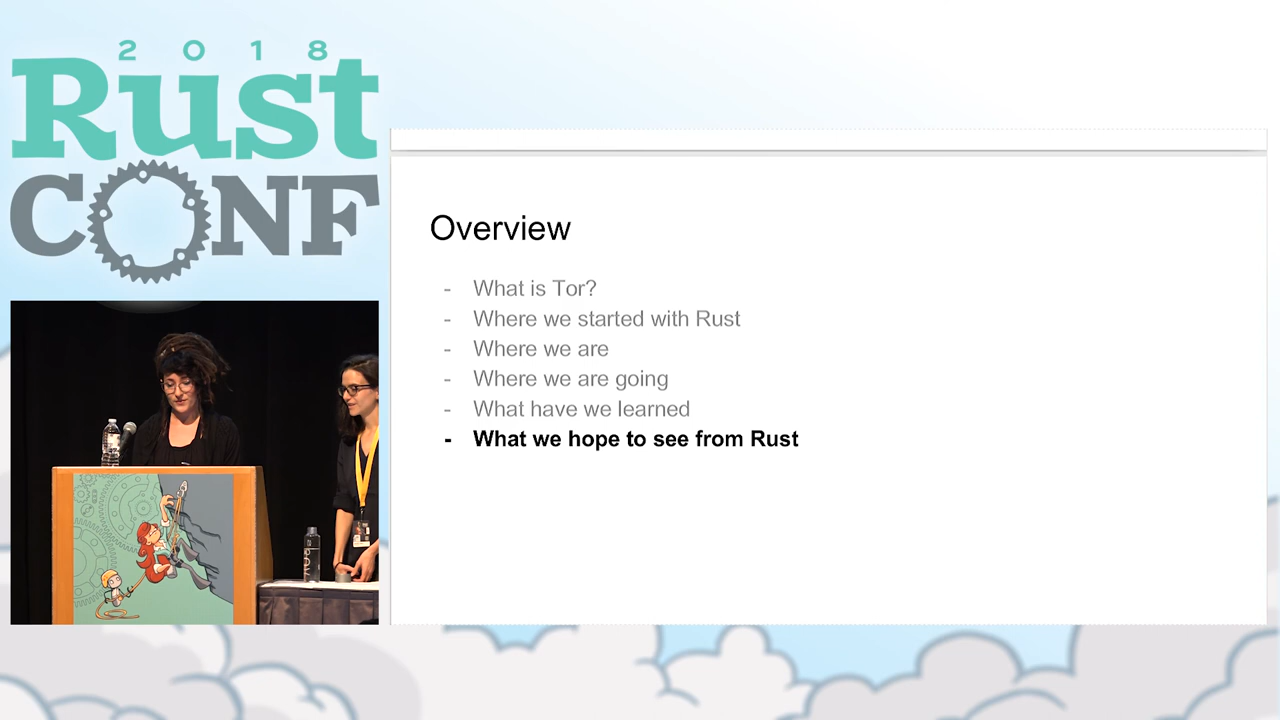 2018
Rust
CONF
Overview
- What is Tor?
- Where we started with Rust
- Where we are
- Where we are going
- What have we learned
- What we hope to see from Rust